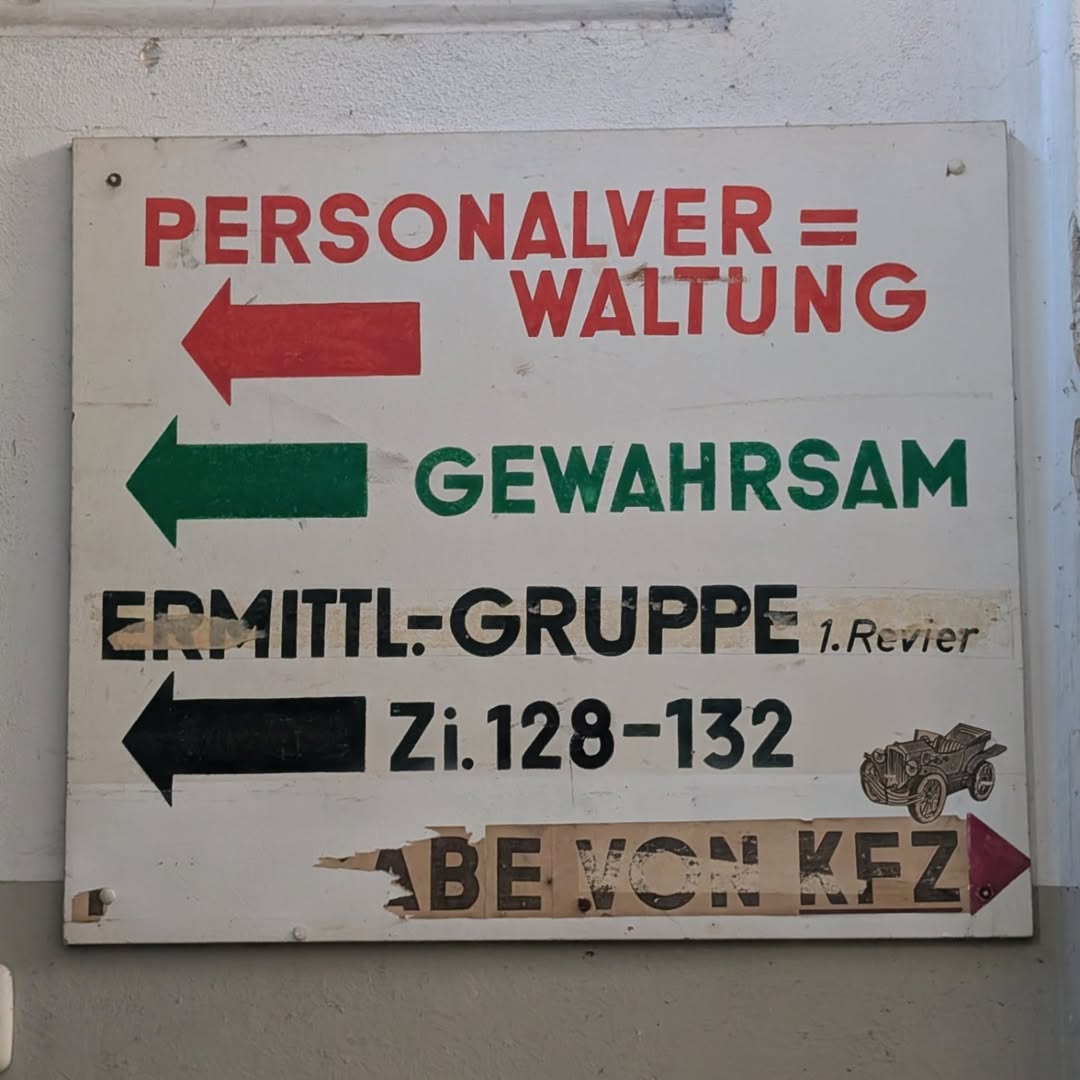 PERSONALVER=
WALTUNG
GEWAHRSAM
ERMITTL.-GRUPPE 1.Revier
Zi. 128-132
ABE VON KFZ